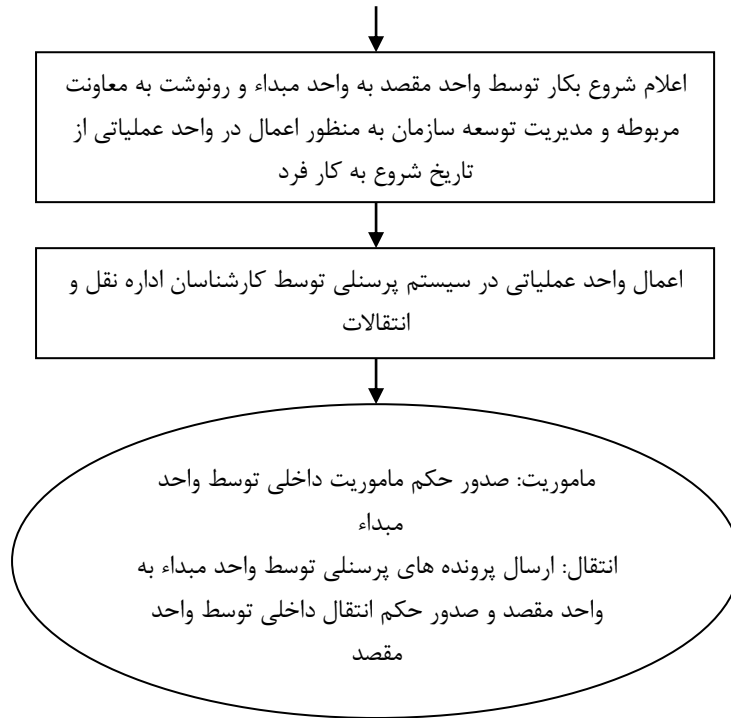 اعلام شروع بکار توسط واحد مقصد به واحد مبداء و رونوشت به معاونت
مربوطه و مدیریت توسعه سازمان به منظور اعمال در واحد عملیاتی از
تاریخ شروع به کار فرد
اعمال واحد عملیاتی در سیستم پرسنلی توسط کارشناسان اداره نقل و
انتقالات
ماموریت: صدور حکم ماموریت داخلی توسط واحد
مبداء
انتقال: ارسال پرونده های پرسنلی توسط واحد مبداء به
واحد مقصد و صدور حکم انتقال داخلی توسط واحد
مقصد